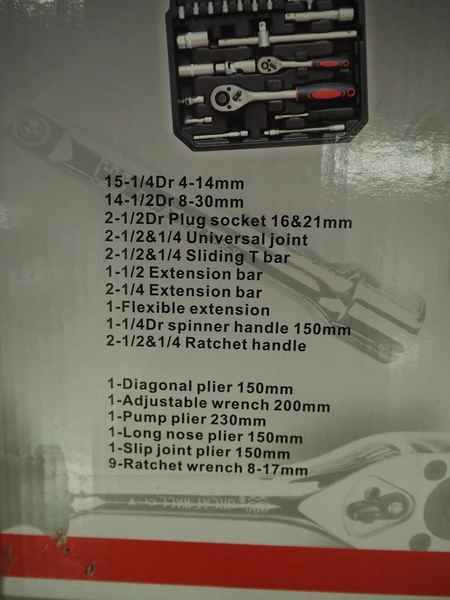 15-1/4Dr 4-14mm
14-1/2Dr 8-30mm
2-1/2Dr Plug socket 16&21mm
2-1/2&1/4 Universal joint
2-1/2&1/4 Sliding T bar
1-1/2 Extension bar
2-1/4 Extension bar
1-Flexible extension
1-1/4Dr spinner handle 150mm
2-1/2&1/4 Ratchet handle
1-Diagonal plier 150mm
1-Adjustable wrench 200mm
1-Pump plier 230mm
1-Long nose plier 150mm
1-Slip joint plier 150mm
9-Ratchet wrench 8-17mm